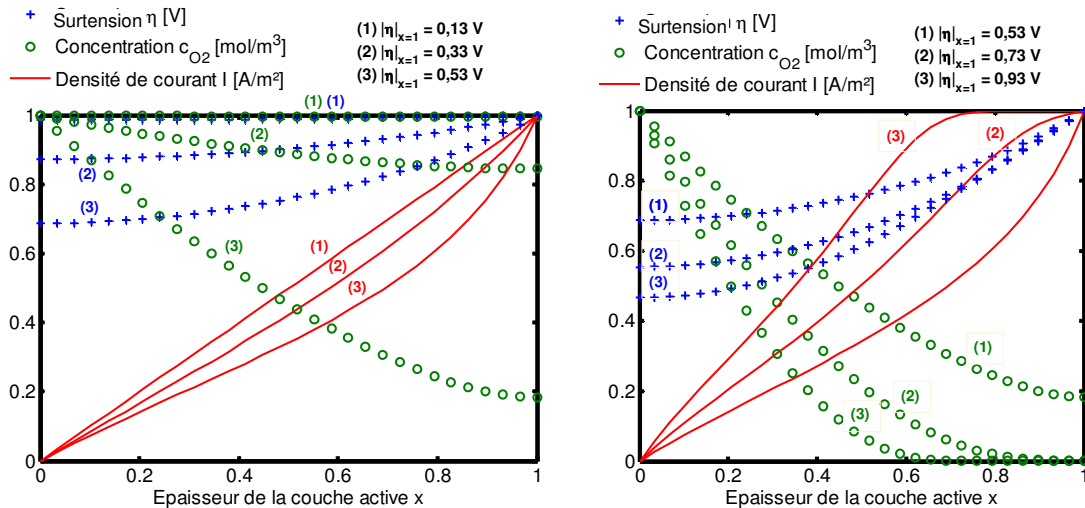 Surtension η [V]
Concentration c_O2 [mol/m³]
Densité de courant I [A/m²]
(1) |η|x=1 = 0,13 V
(2) |η|x=1 = 0,33 V
(3) |η|x=1 = 0,53 V
(1) (1)
(2)
(2)
(3)
(3)
(1)
(2)
(3)
1
0.8
0.6
0.4
0.2
0
0 0.2 0.4 0.6 0.8 1
Epaisseur de la couche active x
Surtension η [V]
Concentration c_O2 [mol/m³]
Densité de courant I [A/m²]
(1) |η|x=1 = 0,53 V
(2) |η|x=1 = 0,73 V
(3) |η|x=1 = 0,93 V
(3)
(2)
(1)
(2)
(3)
(1)
(2)
(3)
1
0.8
0.6
0.4
0.2
0
0 0.2 0.4 0.6 0.8 1
Epaisseur de la couche active x